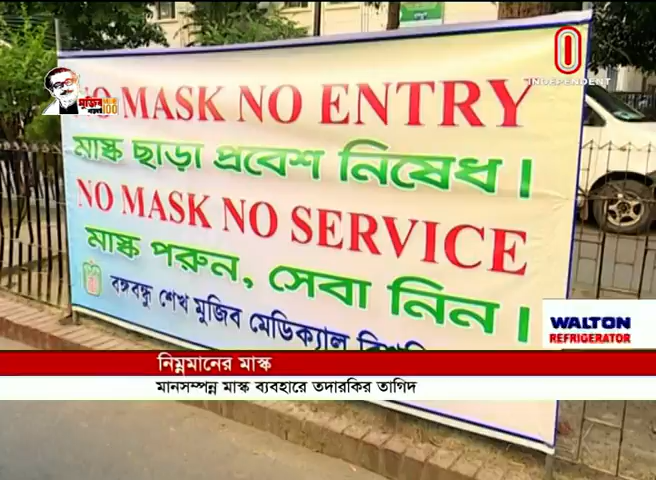 INDEPENDENT
মুজিব
100
NO MASK NO ENTRY
মাস্ক ছাড়া প্রবেশ নিষেধ।
NO MASK NO SERVICE
মাস্ক পরুন, সেবা নিন।
বঙ্গবন্ধু শেখ মুজিব মেডিক্যাল
WALTON
REFRIGERATOR
নিম্নমানের মাস্ক
মানসম্পন্ন মাস্ক ব্যবহারে তদারকির তাগিদ